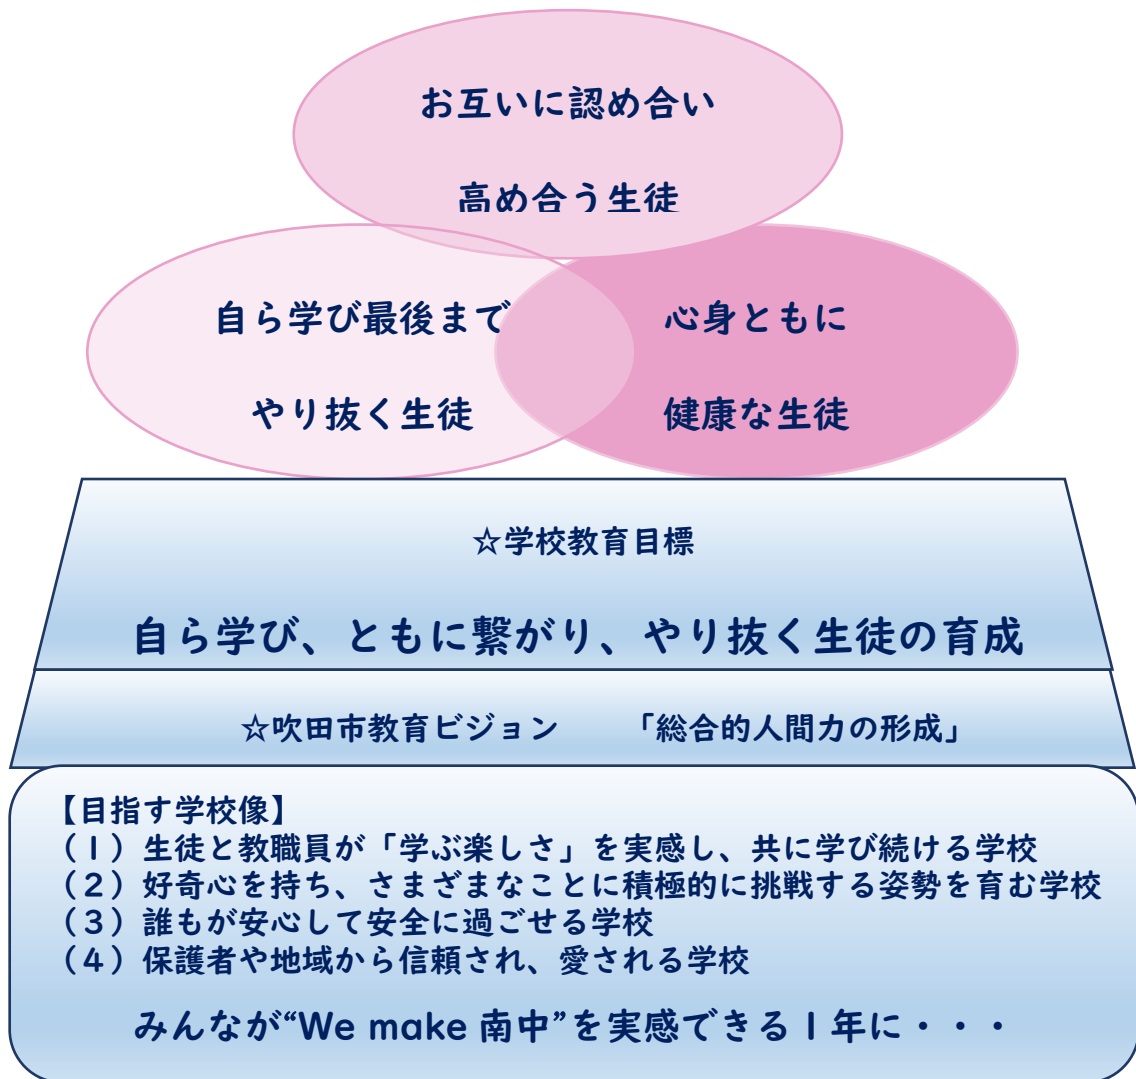 お互いに認め合い
高め合う生徒
自ら学び最後まで
やり抜く生徒
心身ともに
健康な生徒
☆学校教育目標
自ら学び、ともに繋がり、やり抜く生徒の育成
☆吹田市教育ビジョン　　「総合的人間力の形成」
【目指す学校像】
（１）生徒と教職員が「学ぶ楽しさ」を実感し、共に学び続ける学校
（２）好奇心を持ち、さまざまなことに積極的に挑戦する姿勢を育む学校
（３）誰もが安心して安全に過ごせる学校
（４）保護者や地域から信頼され、愛される学校
みんなが“We make 南中”を実感できる１年に・・・